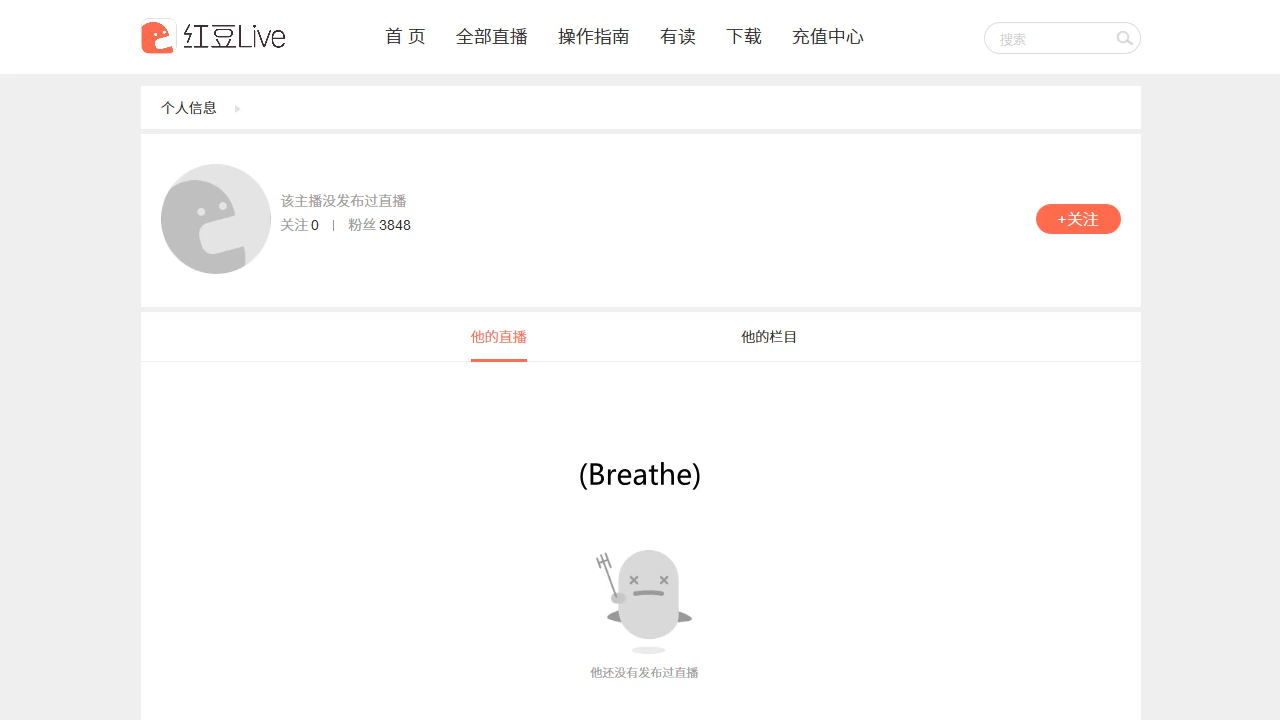 红豆Live
首 页 全部直播 操作指南 有读 下载 充值中心 搜索
个人信息
该主播没发布过直播
关注 0 | 粉丝 3848
+关注
他的直播 他的栏目
(Breathe)
他还没有发布过直播